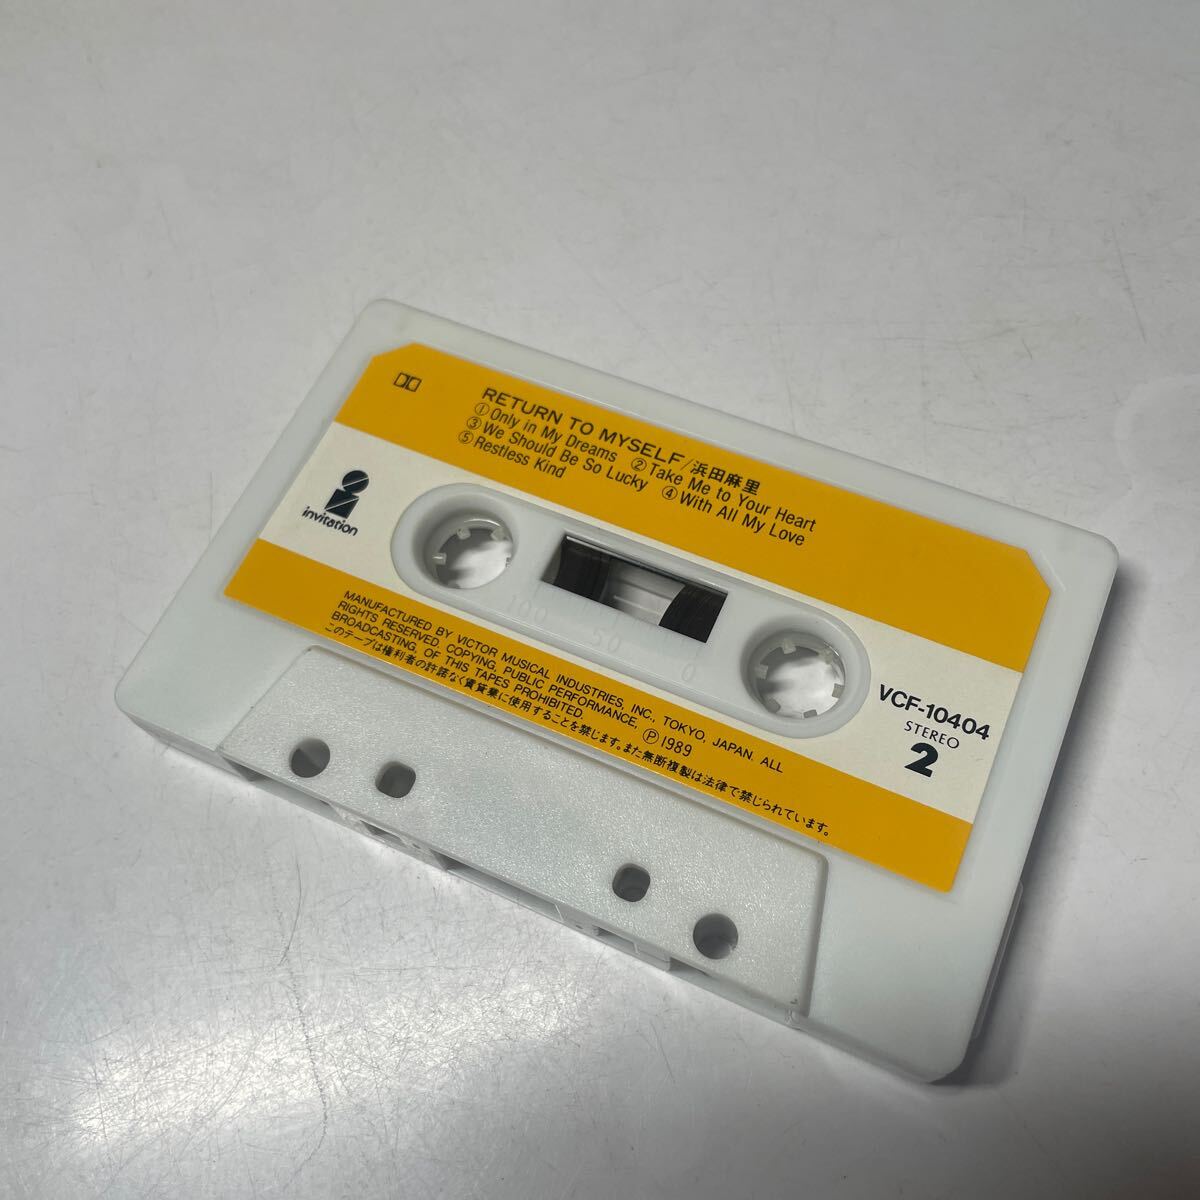 RETURN TO MYSELF/浜田麻里
①Only in My Dreams ②Take Me to Your Heart
③We Should Be So Lucky ④With All My Love
⑤Restless Kind
invitation
100 50 0
VCF-10404
STEREO
2
MANUFACTURED BY VICTOR MUSICAL INDUSTRIES, INC., TOKYO, JAPAN. ALL
RIGHTS RESERVED, COPYING, PUBLIC PERFORMANCE,
BROADCASTING, OF THIS TAPES PROHIBITED. Ⓟ1989
このテープは権利者の許諾なく賃貸業に使用することを禁じます。また無断複製は法律で禁じられています。